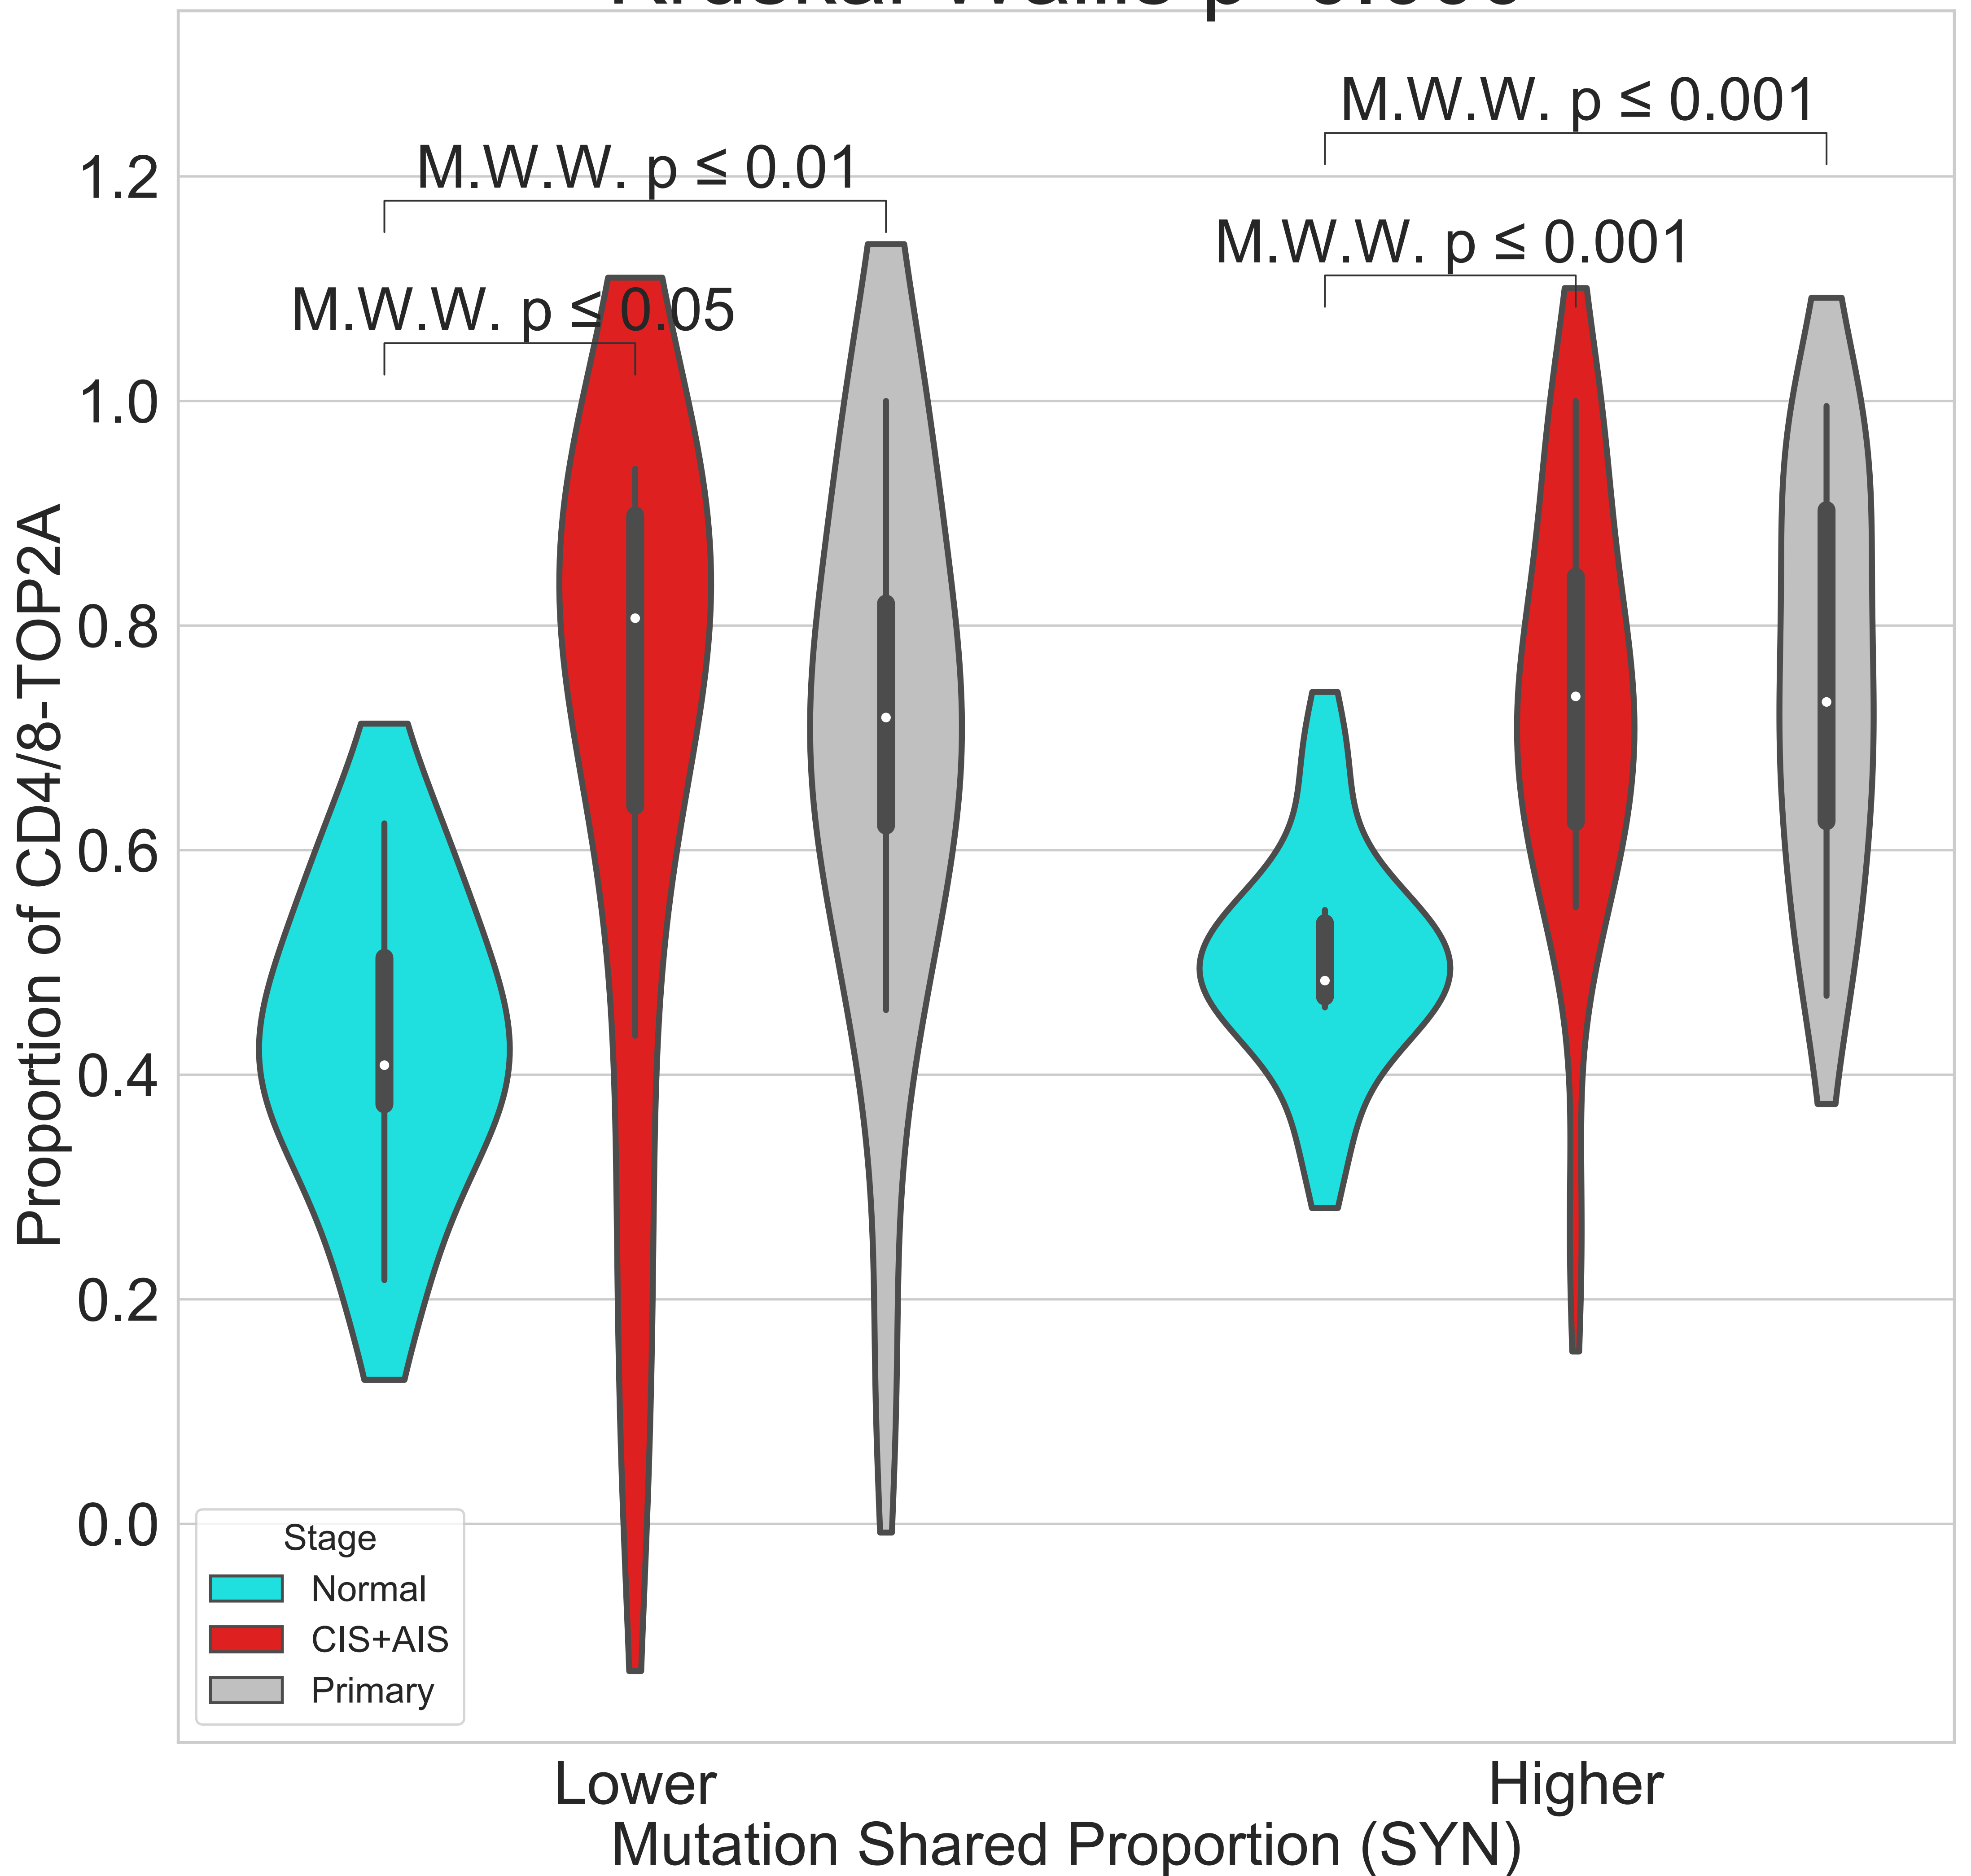 M.W.W. p ≤ 0.001
M.W.W. p ≤ 0.01
M.W.W. p ≤ 0.001
M.W.W. p ≤ 0.05
1.2
1.0
0.8
0.6
0.4
0.2
0.0
Proportion of CD4/8-TOP2A
Stage
Normal
CIS+AIS
Primary
Lower
Higher
Mutation Shared Proportion (SYN)